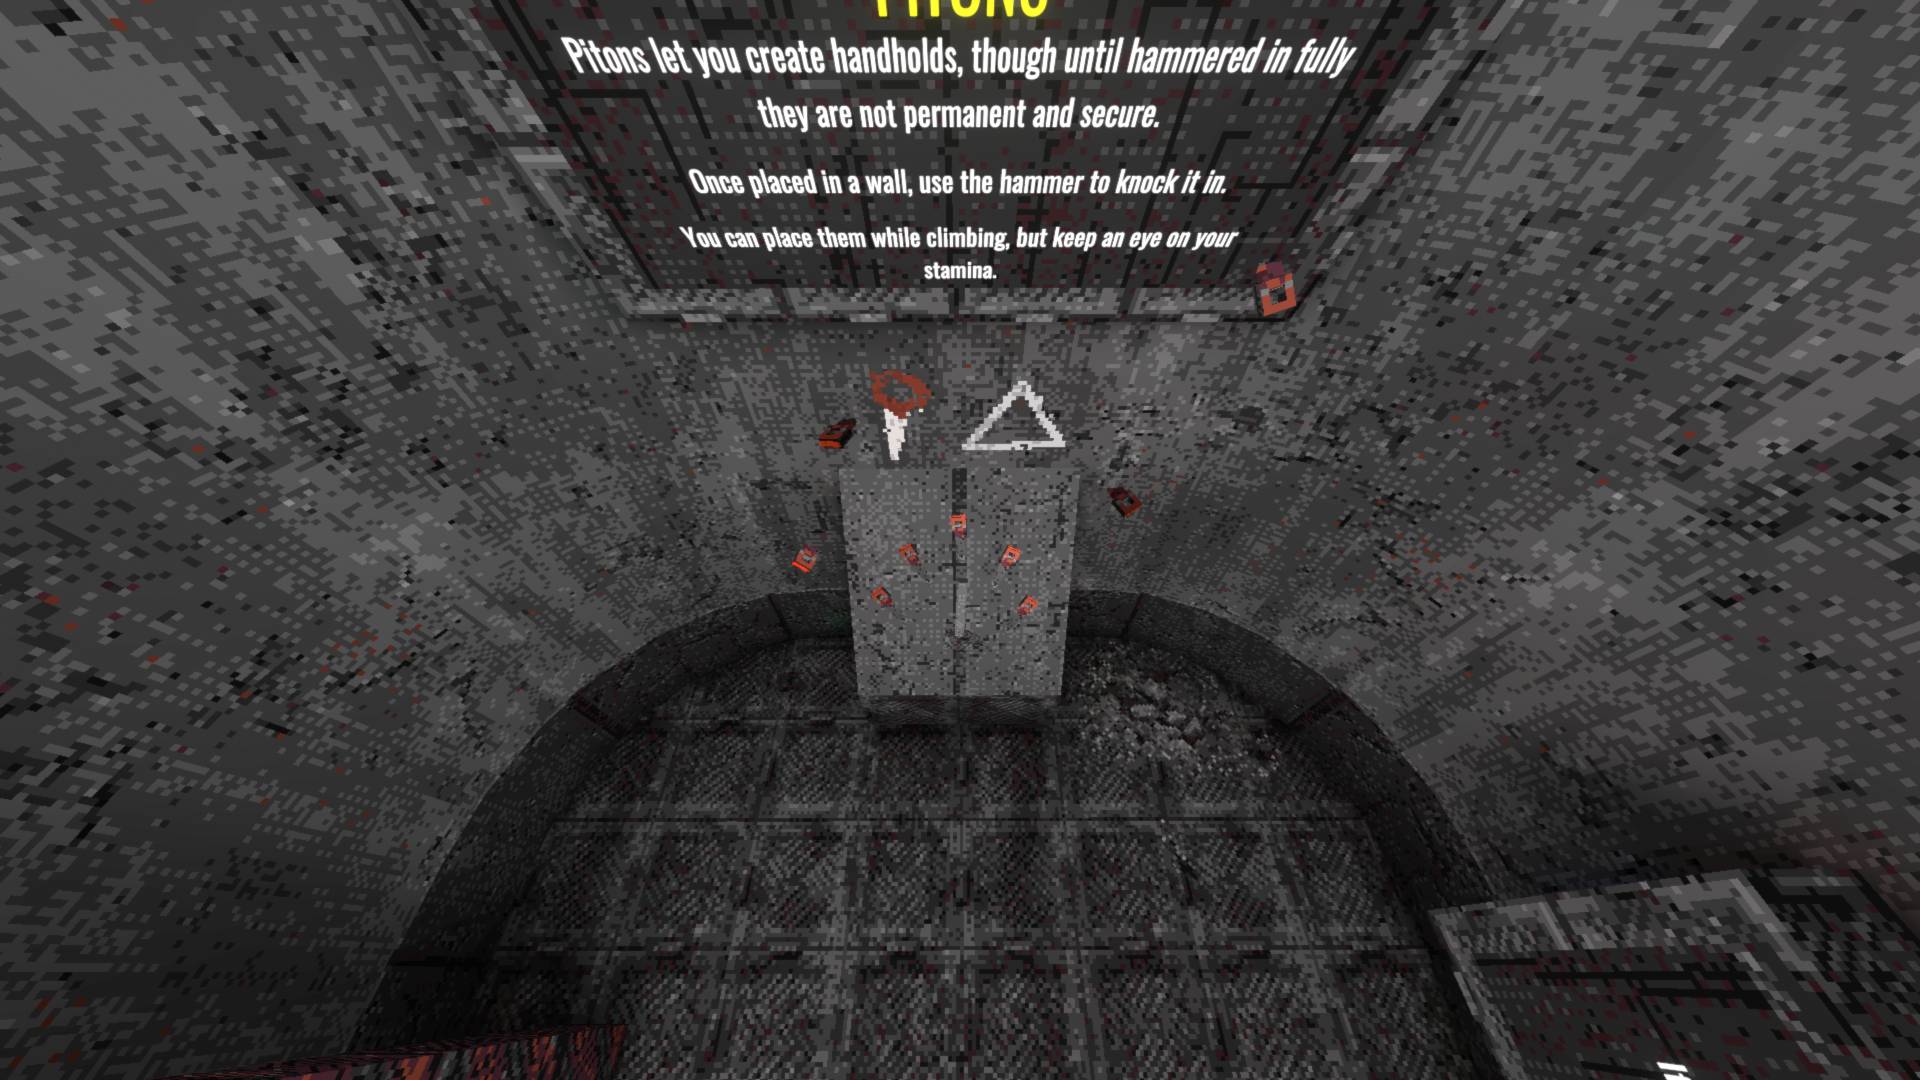 PITONS
Pitons let you create handholds, though until hammered in fully
they are not permanent and secure.
Once placed in a wall, use the hammer to knock it in.
You can place them while climbing, but keep an eye on your
stamina.